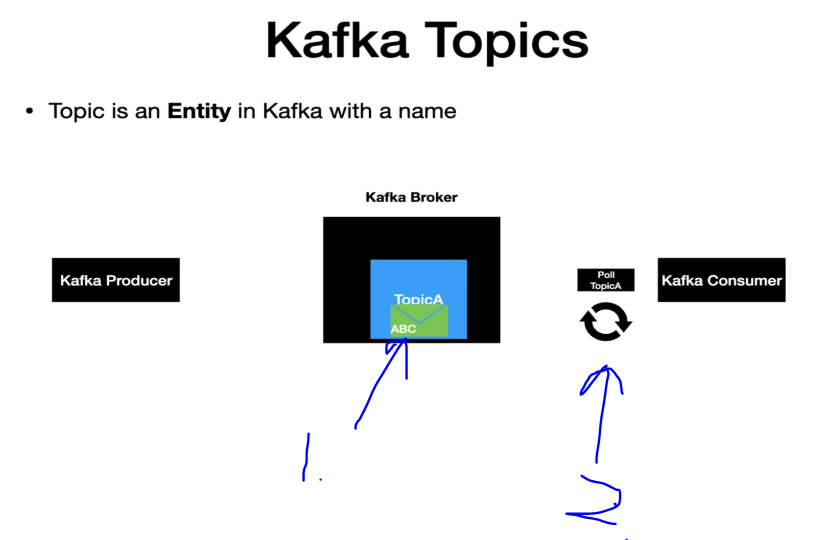 Kafka Topics
• Topic is an Entity in Kafka with a name
Kafka Broker
Kafka Producer
TopicA
ABC
Poll
TopicA
Kafka Consumer
1.
2.